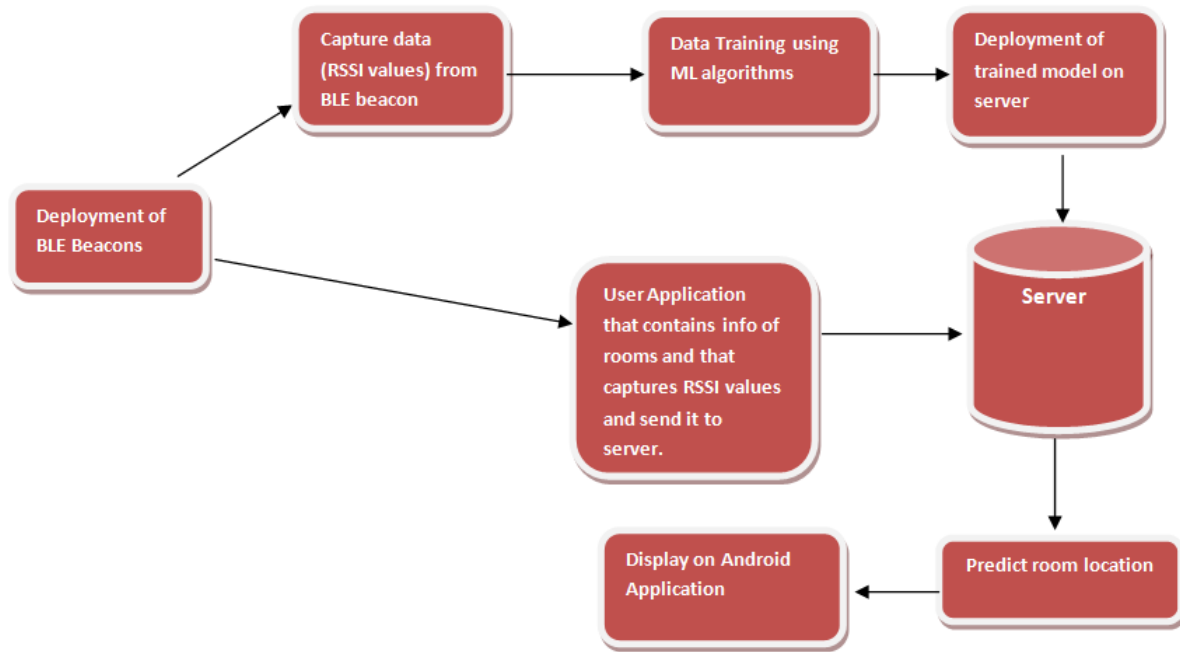 Capture data
(RSSI values) from
BLE beacon
Data Training using
ML algorithms
Deployment of
trained model on
server
Deployment of
BLE Beacons
User Application
that contains info of
rooms and that
captures RSSI values
and send it to
server.
Server
Display on Android
Application
Predict room location